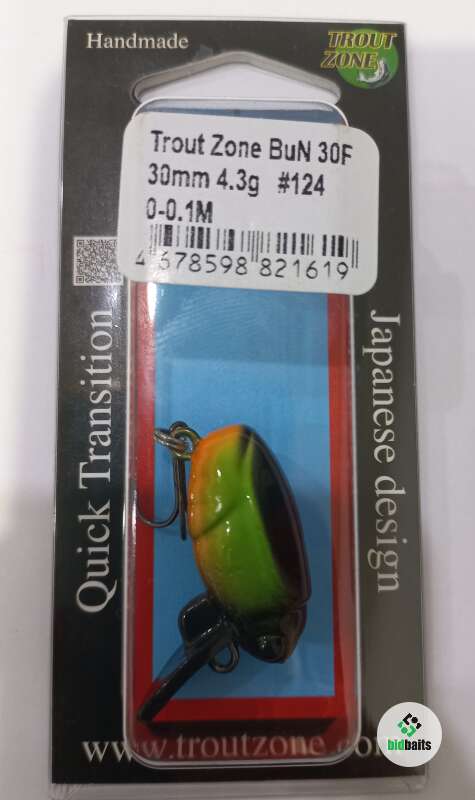 Handmade
TROUT
ZONE
Trout Zone BuN 30F
30mm 4.3g #124
0-0.1M
4 678598 821619
Quick Transition
Japanese design
www.troutzone.com
bidbaits